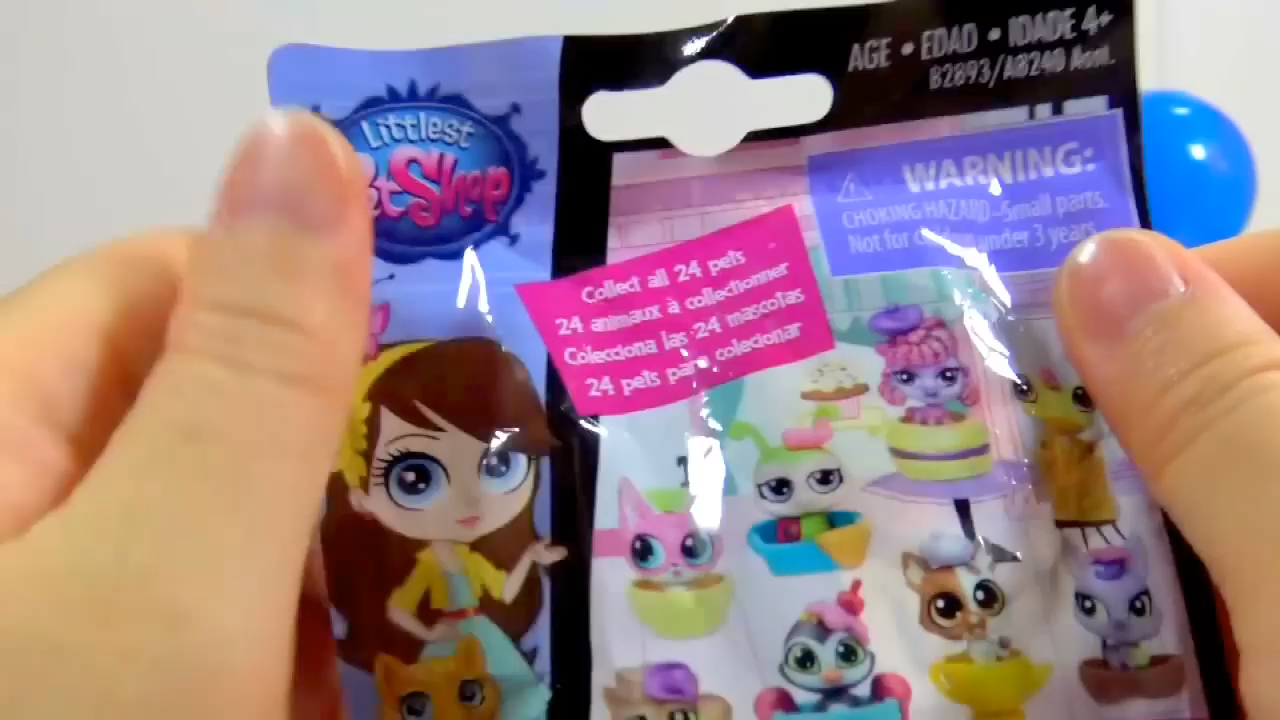 Littlest
PetShop
AGE • EDAD • IDADE 4+
B2893/A8240 Asst.
WARNING:
CHOKING HAZARD–Small parts.
Not for children under 3 years.
Collect all 24 pets
24 animaux à collectionner
Colecciona las 24 mascotas
24 pets para colecionar